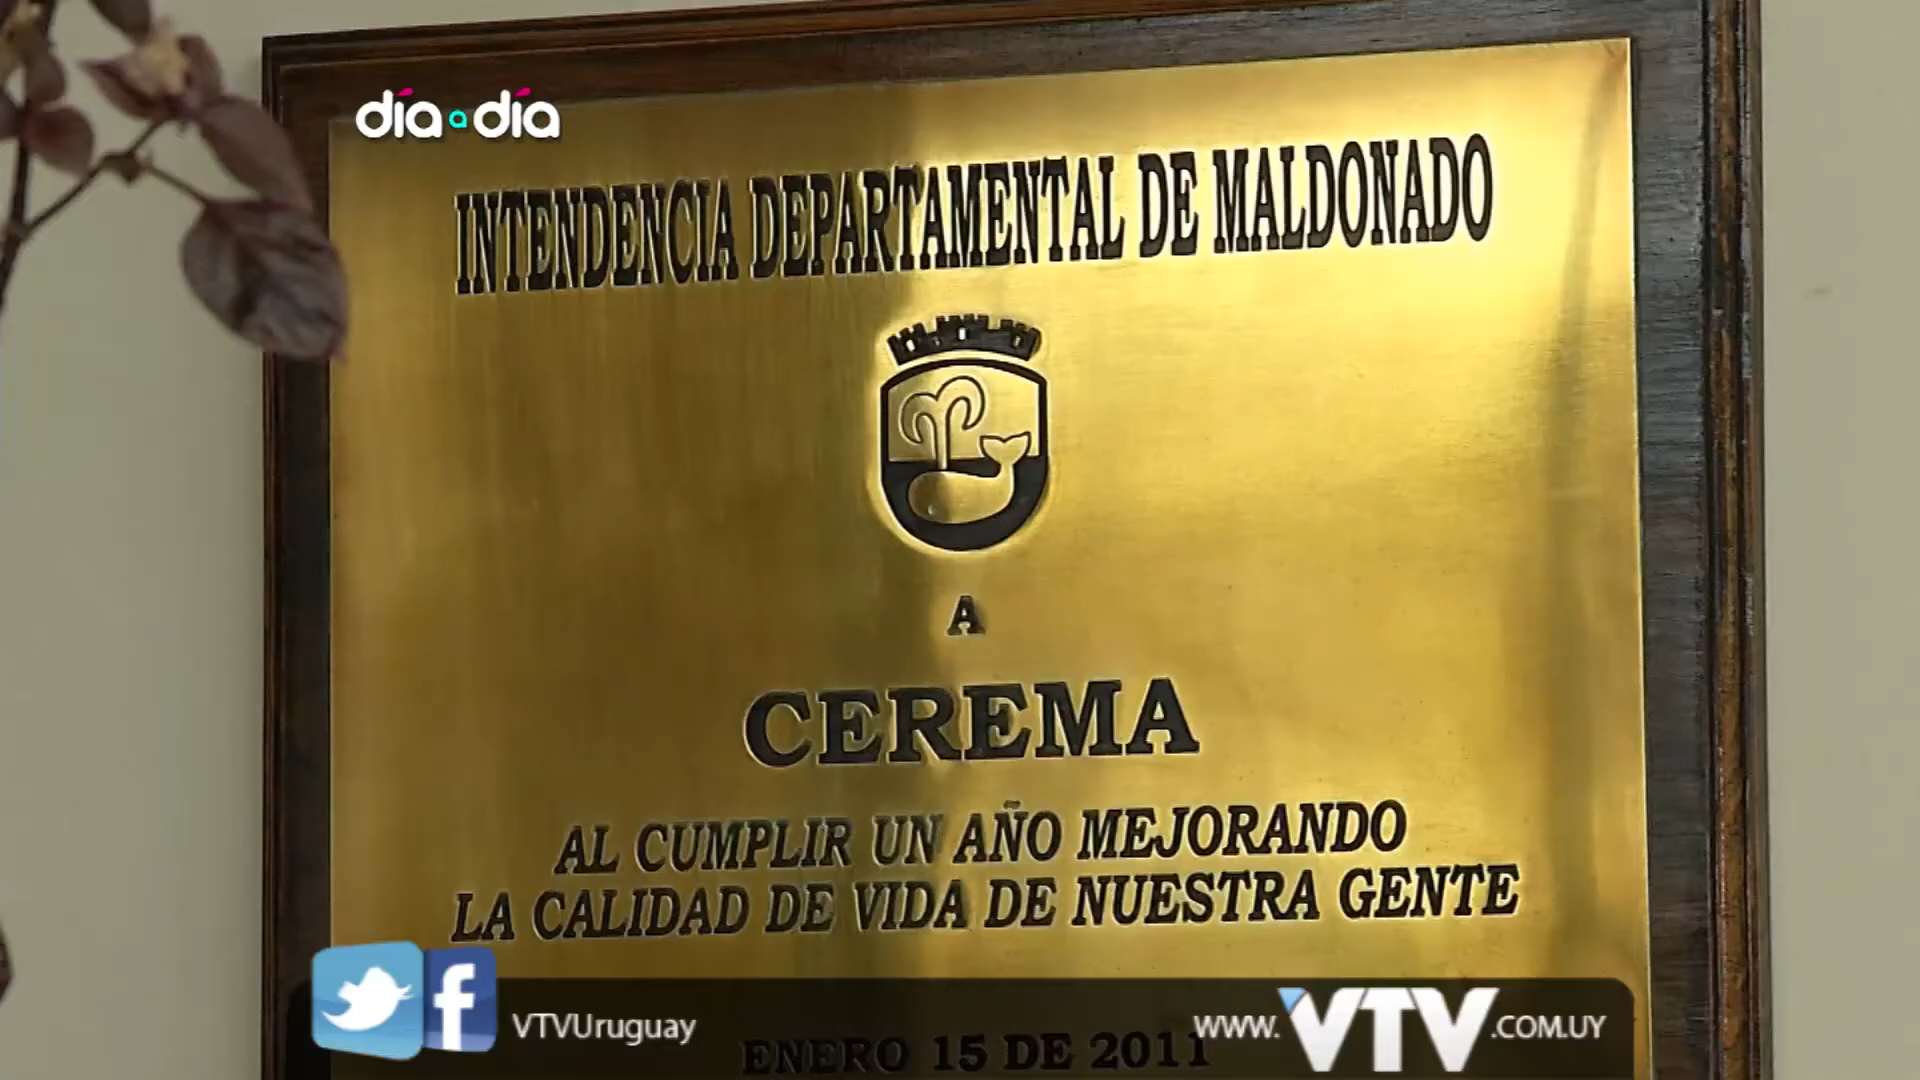 día a día
INTENDENCIA DEPARTAMENTAL DE MALDONADO
A
CEREMA
AL CUMPLIR UN AÑO MEJORANDO
LA CALIDAD DE VIDA DE NUESTRA GENTE
ENERO 15 DE 2011
VTVUruguay
www.VTV.COM.UY